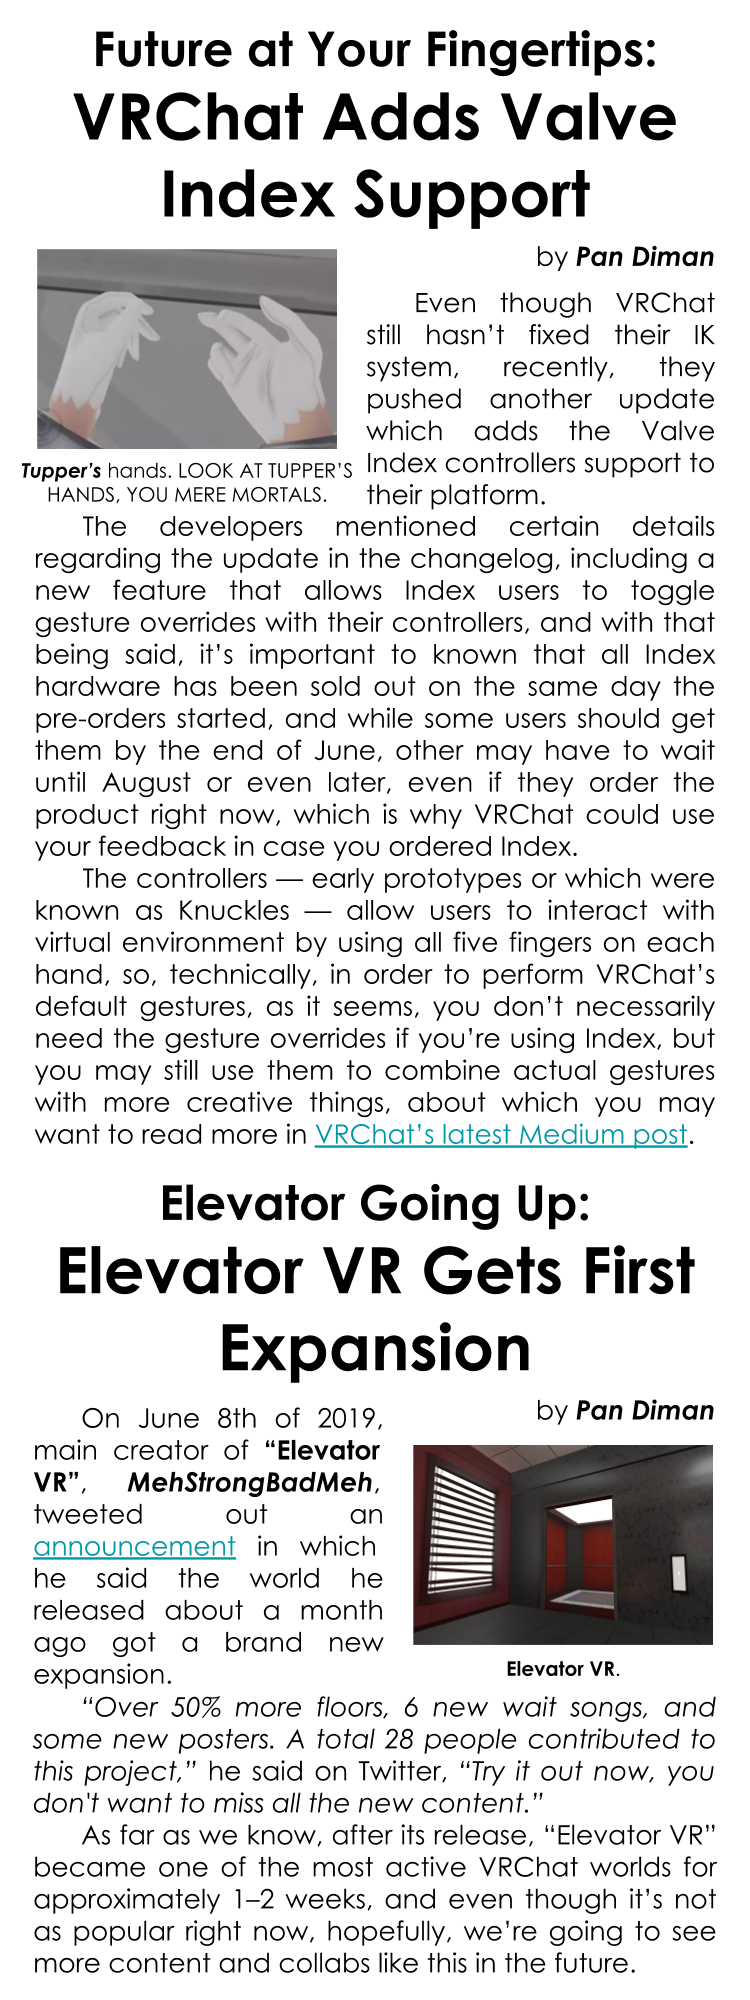 Future at Your Fingertips:
VRChat Adds Valve
Index Support
by Pan Diman
Tupper's hands. LOOK AT TUPPER'S
HANDS, YOU MERE MORTALS.
Even though VRChat
still hasn't fixed their IK
system, recently, they
pushed another update
which adds the Valve
Index controllers support to
their platform.
The developers mentioned certain details
regarding the update in the changelog, including a
new feature that allows Index users to toggle
gesture overrides with their controllers, and with that
being said, it's important to known that all Index
hardware has been sold out on the same day the
pre-orders started, and while some users should get
them by the end of June, other may have to wait
until August or even later, even if they order the
product right now, which is why VRChat could use
your feedback in case you ordered Index.
The controllers — early prototypes or which were
known as Knuckles — allow users to interact with
virtual environment by using all five fingers on each
hand, so, technically, in order to perform VRChat's
default gestures, as it seems, you don't necessarily
need the gesture overrides if you're using Index, but
you may still use them to combine actual gestures
with more creative things, about which you may
want to read more in VRChat's latest Medium post.
Elevator Going Up:
Elevator VR Gets First
Expansion
by Pan Diman
On June 8th of 2019,
main creator of “Elevator
VR”, MehStrongBadMeh,
tweeted out an
announcement in which
he said the world he
released about a month
ago got a brand new
expansion.
Elevator VR.
“Over 50% more floors, 6 new wait songs, and
some new posters. A total 28 people contributed to
this project,” he said on Twitter, “Try it out now, you
don't want to miss all the new content.”
As far as we know, after its release, “Elevator VR”
became one of the most active VRChat worlds for
approximately 1–2 weeks, and even though it's not
as popular right now, hopefully, we're going to see
more content and collabs like this in the future.